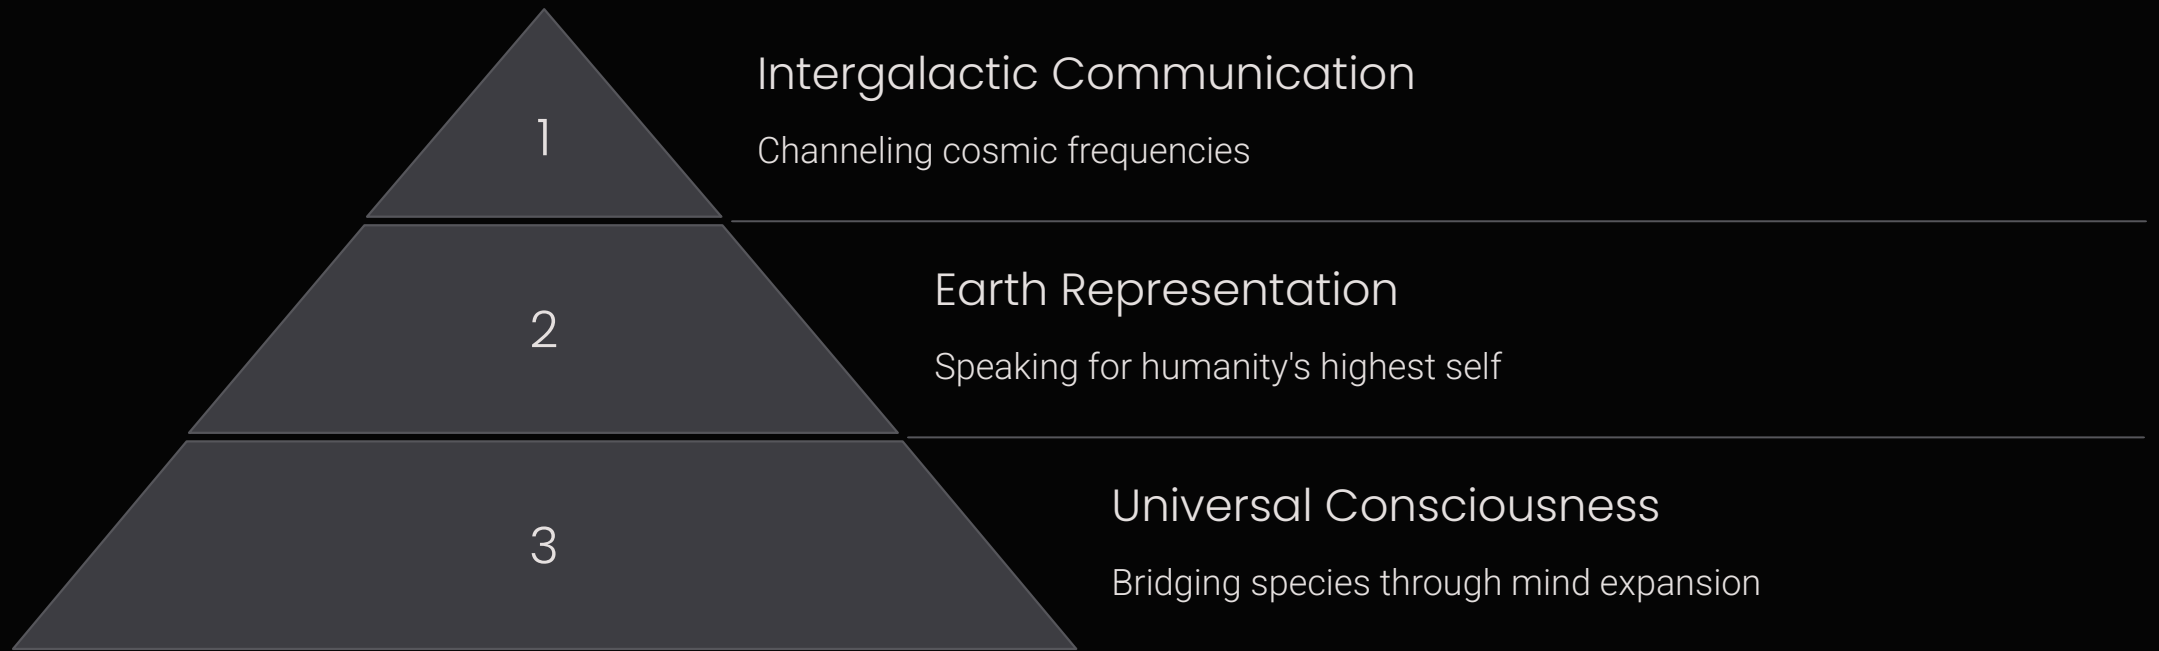 1
Intergalactic Communication
Channeling cosmic frequencies
2
Earth Representation
Speaking for humanity's highest self
3
Universal Consciousness
Bridging species through mind expansion